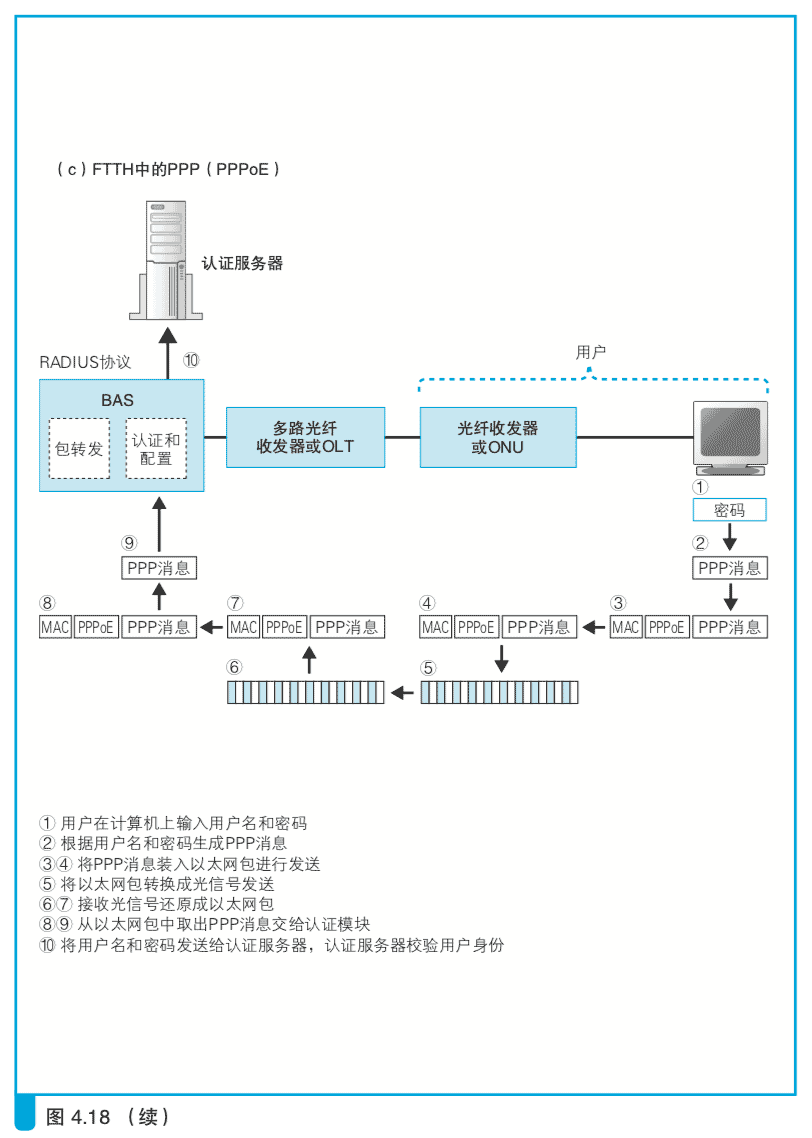 （c）FTTH中的PPP（PPPoE）
认证服务器
RADIUS协议
⑩
用户
BAS
包转发
认证和
配置
多路光纤
收发器或OLT
光纤收发器
或ONU
①
密码
⑨
②
PPP消息
PPP消息
⑧
⑦
④
③
MAC PPPoE PPP消息
MAC PPPoE PPP消息
MAC PPPoE PPP消息
MAC PPPoE PPP消息
⑥
⑤
① 用户在计算机上输入用户名和密码
② 根据用户名和密码生成PPP消息
③④ 将PPP消息装入以太网包进行发送
⑤ 将以太网包转换成光信号发送
⑥⑦ 接收光信号还原成以太网包
⑧⑨ 从以太网包中取出PPP消息交给认证模块
⑩ 将用户名和密码发送给认证服务器，认证服务器校验用户身份
图 4.18 （续）